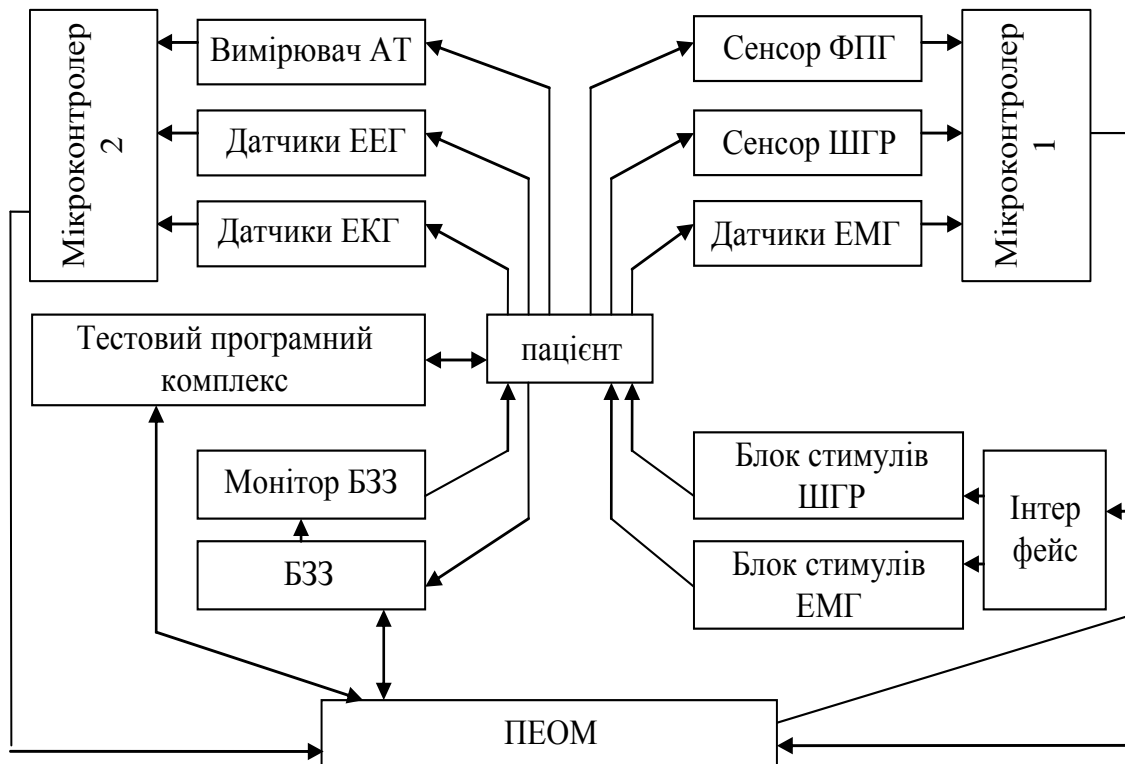 Мікроконтролер
2
Вимірювач АТ
Датчики ЕЕГ
Датчики ЕКГ
Сенсор ФПГ
Сенсор ШГР
Датчики ЕМГ
Мікроконтролер
1
Тестовий програмний
комплекс
пацієнт
Монітор БЗЗ
БЗЗ
Блок стимулів
ШГР
Блок стимулів
ЕМГ
Інтер
фейс
ПЕОМ